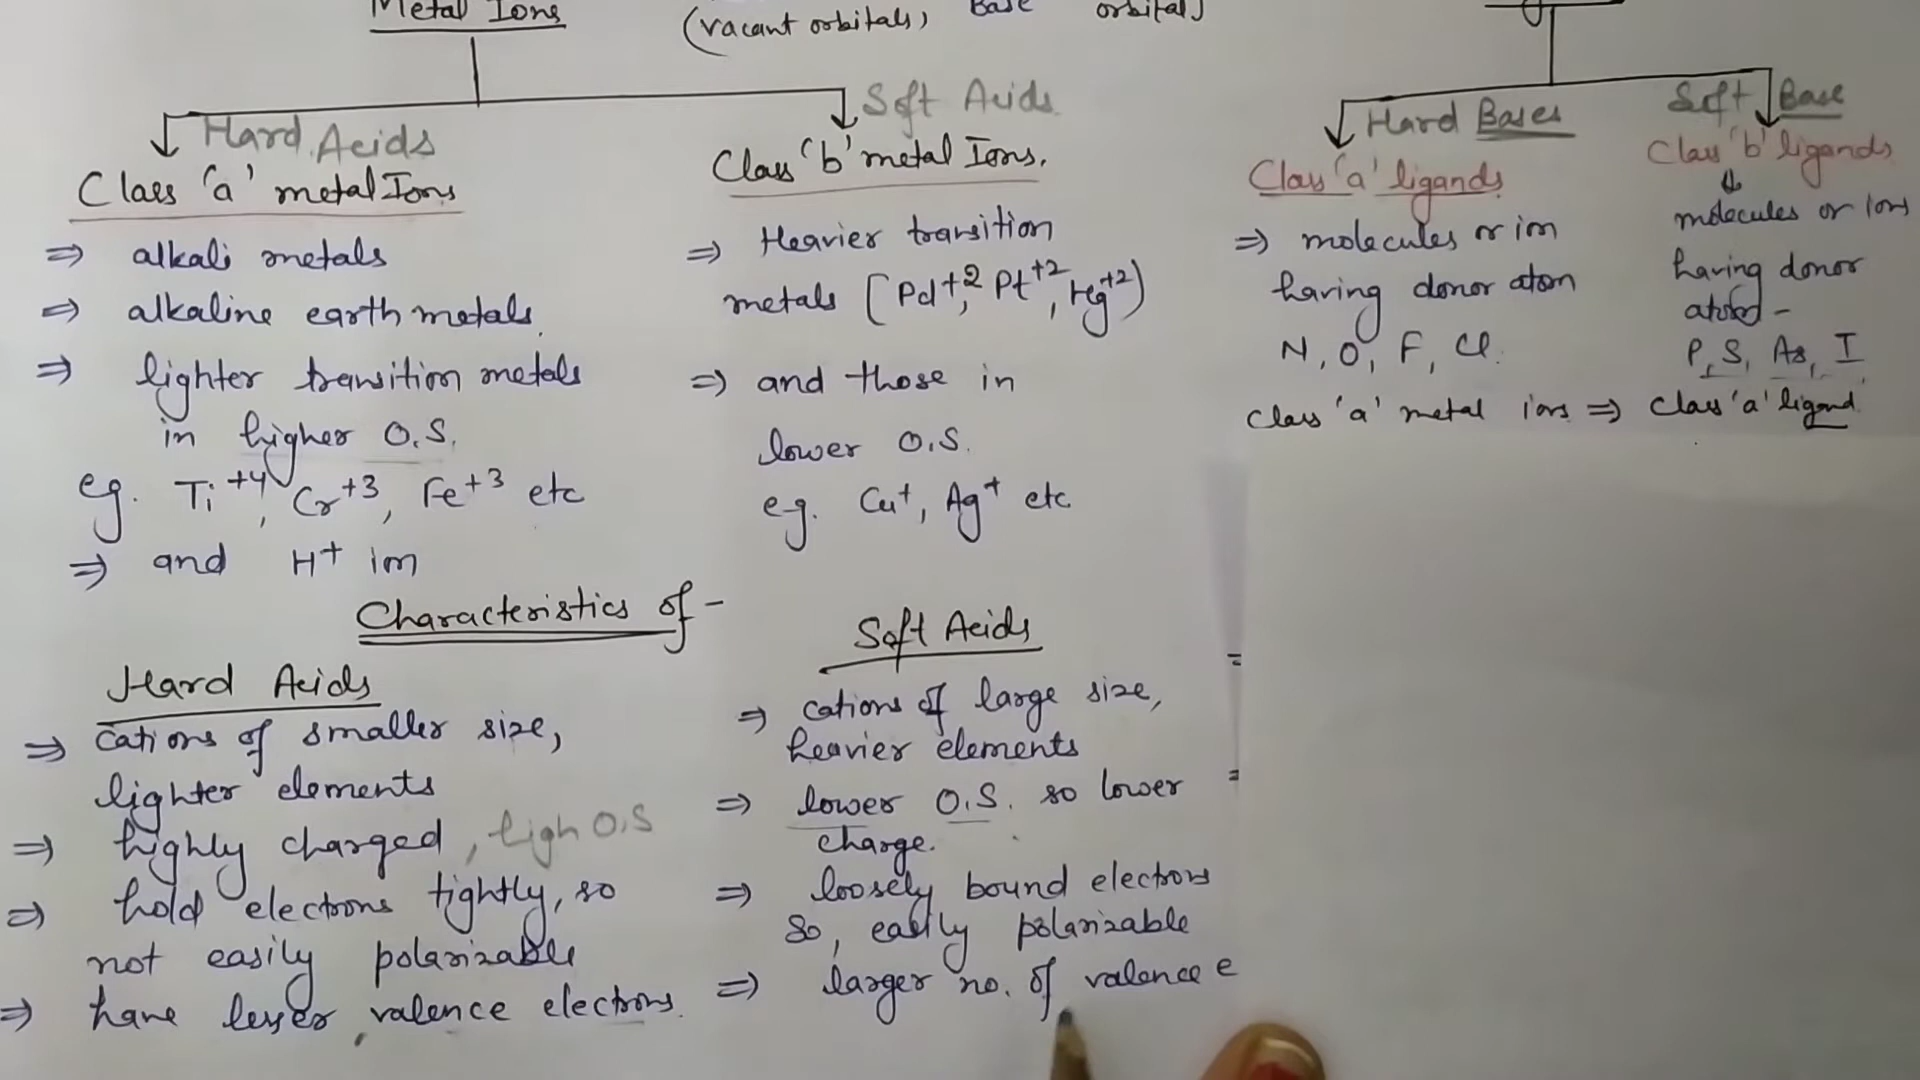 Metal Ions
(vacant orbitals) Base orbitals
Hard Acids
Class 'a' metal Ions
⇒ alkali metals
⇒ alkaline earth metals
⇒ lighter transition metals
in higher O.S.
eg. Ti+4, Cr+3, Fe+3 etc
⇒ and H+ ion
Soft Acids
Class 'b' metal Ions.
⇒ Heavier transition
metals [Pd+2, Pt+2, Hg+2)
⇒ and those in
lower O.S.
e.g. Cu+, Ag+ etc
Hard Bases
Class 'a' ligands
⇒ molecules or ion
having donor atom
N, O, F, Cl.
Soft Base
Class 'b' ligands
molecules or ions
having donor
P, S, As, I
Class 'a' metal ions ⇒ Class 'a' ligand
Characteristics of -
Hard Acids
⇒ cations of smaller size,
lighter elements
⇒ highly charged, high O.S
⇒ hold electrons tightly, so
not easily polarizable
⇒ have lesser valence electrons.
Soft Acids
⇒ cations of large size,
heavier elements
⇒ lower O.S. so lower
charge.
⇒ loosely bound electrons
so, easily polarizable
⇒ larger no. of valence e